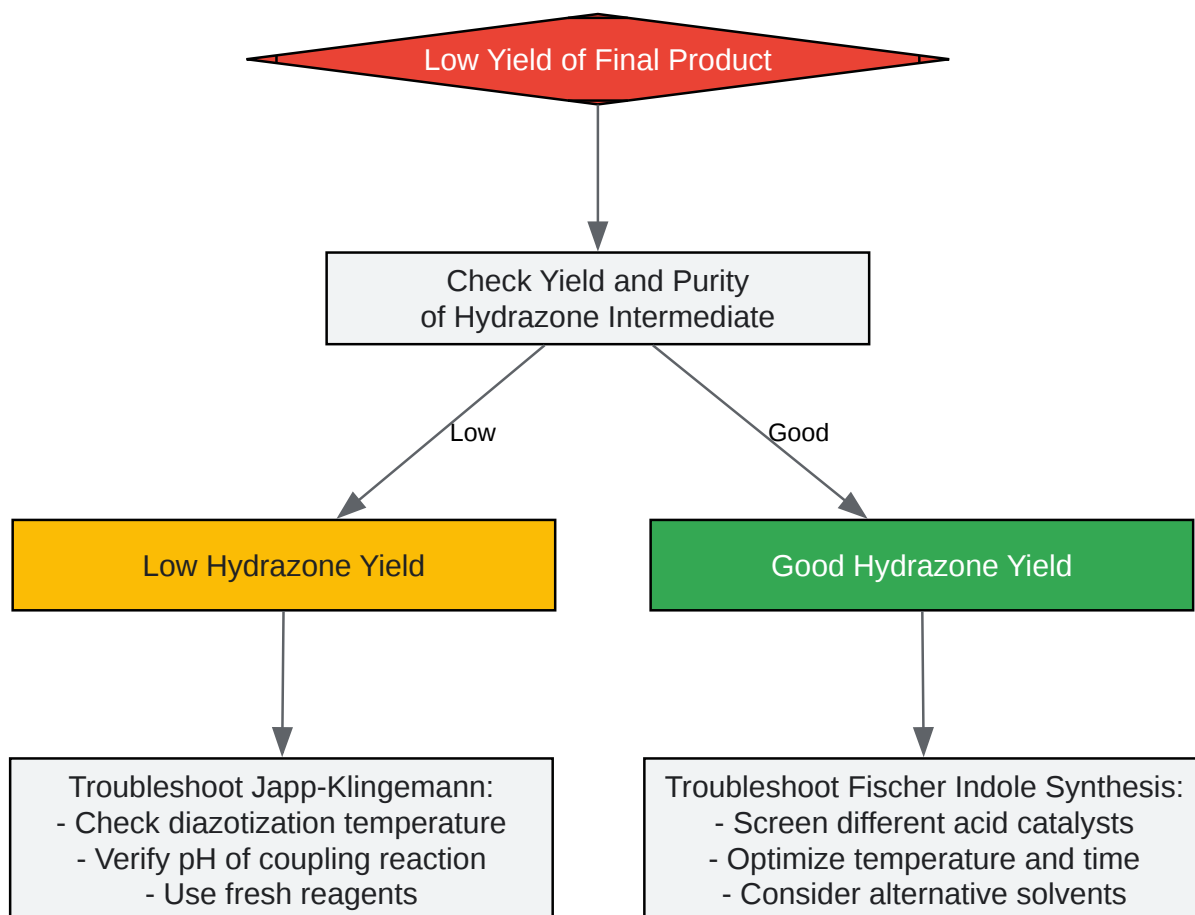 Low Yield of Final Product
Check Yield and Purity
of Hydrazone Intermediate
Low
Good
Low Hydrazone Yield
Good Hydrazone Yield
Troubleshoot Japp-Klingemann:
- Check diazotization temperature
- Verify pH of coupling reaction
- Use fresh reagents
Troubleshoot Fischer Indole Synthesis:
- Screen different acid catalysts
- Optimize temperature and time
- Consider alternative solvents